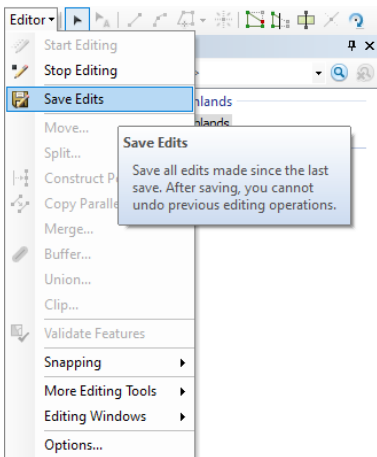 Editor
Start Editing
Stop Editing
Save Edits
nlands
Move...
nlands
Split...
Save Edits
Construct P
Save all edits made since the last
save. After saving, you cannot
undo previous editing operations.
Copy Paralle
Merge...
Buffer...
Union...
Clip...
Validate Features
Snapping
More Editing Tools
Editing Windows
Options...